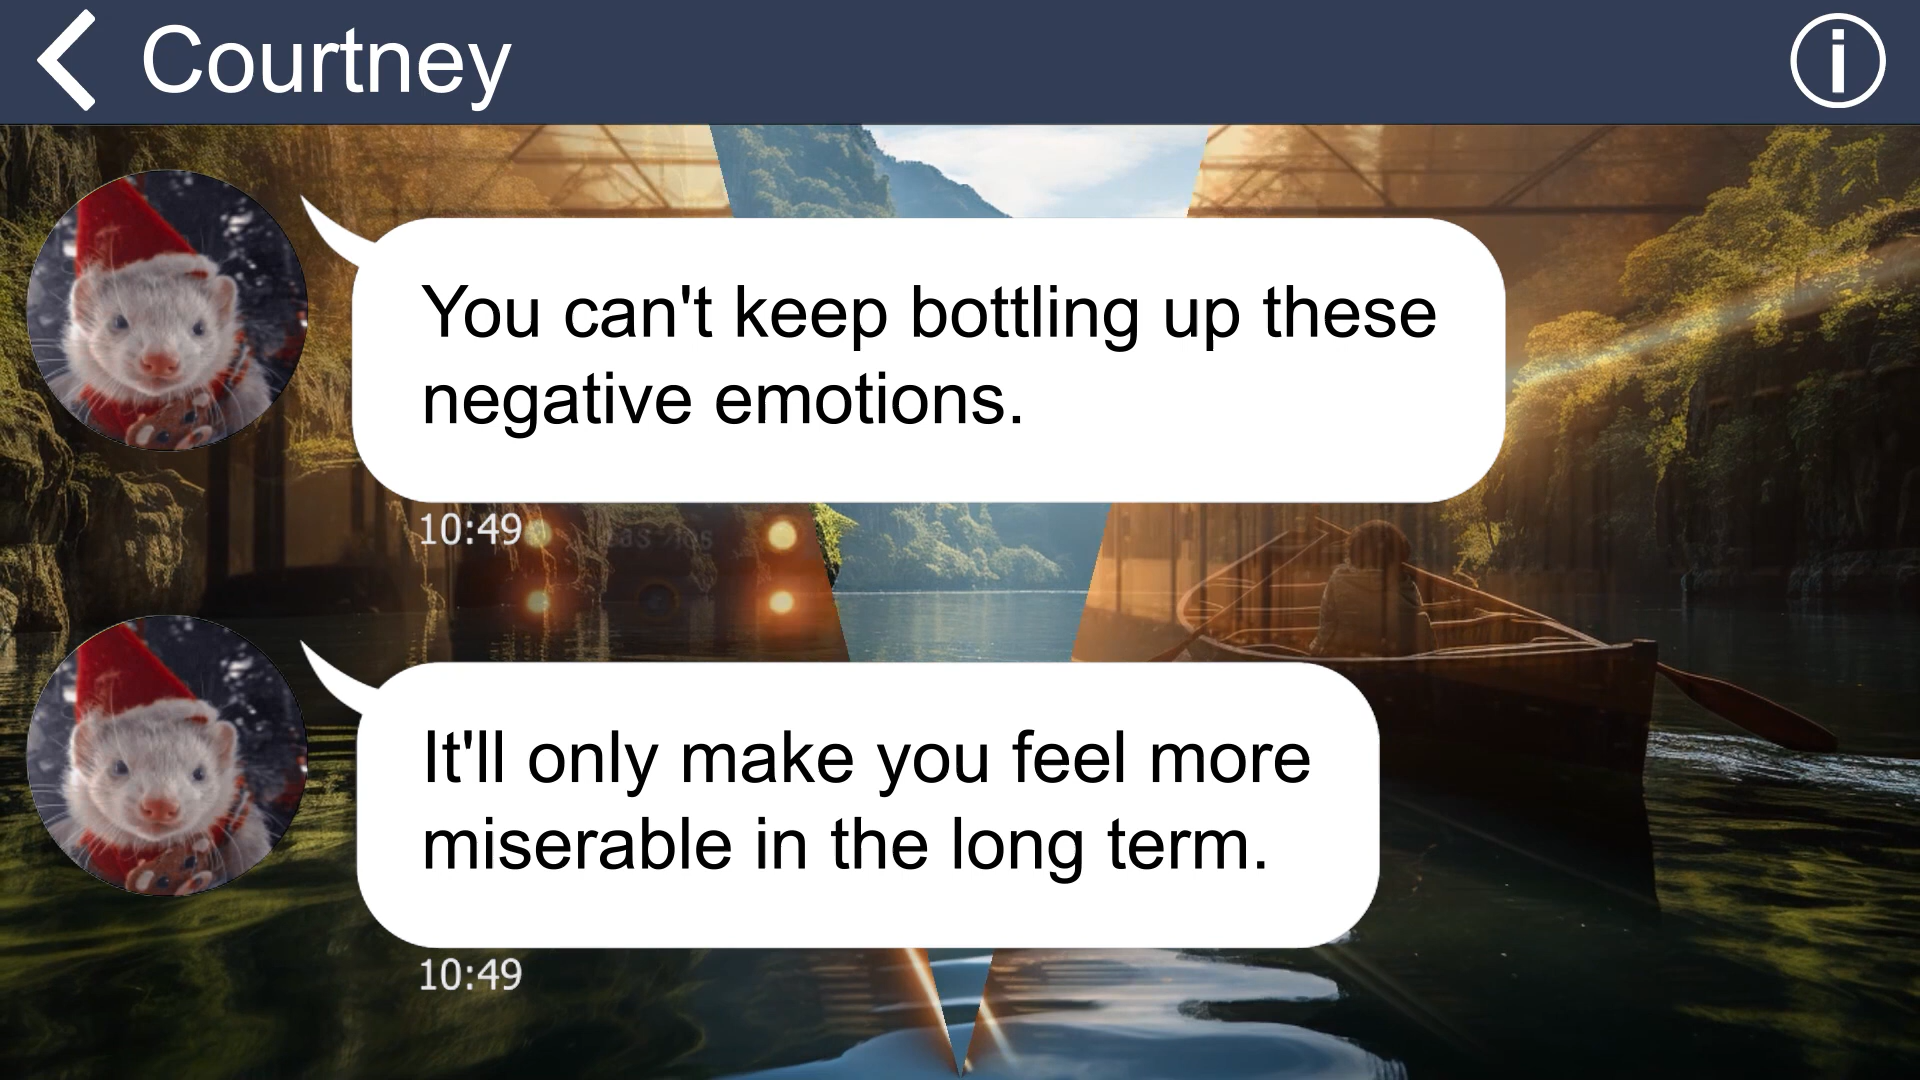 Courtney
You can't keep bottling up these
negative emotions.
10:49
It'll only make you feel more
miserable in the long term.
10:49